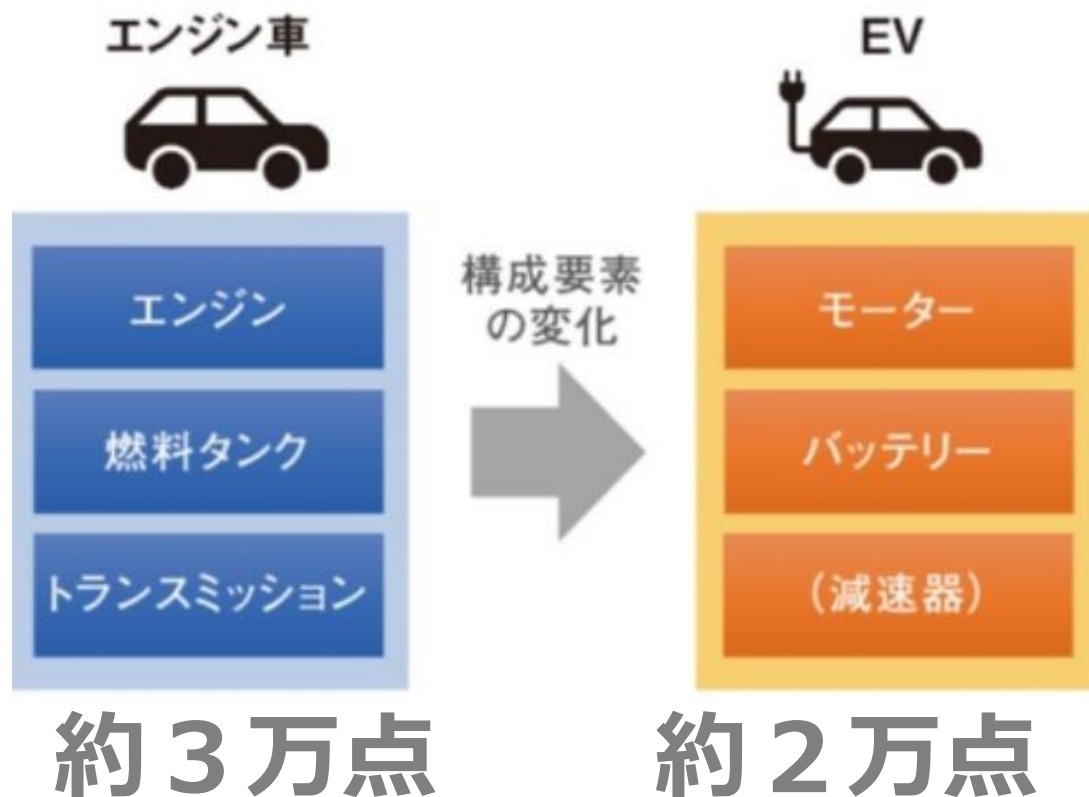 エンジン車
EV
エンジン
燃料タンク
トランスミッション
構成要素
の変化
モーター
バッテリー
(減速器)
約3万点
約2万点